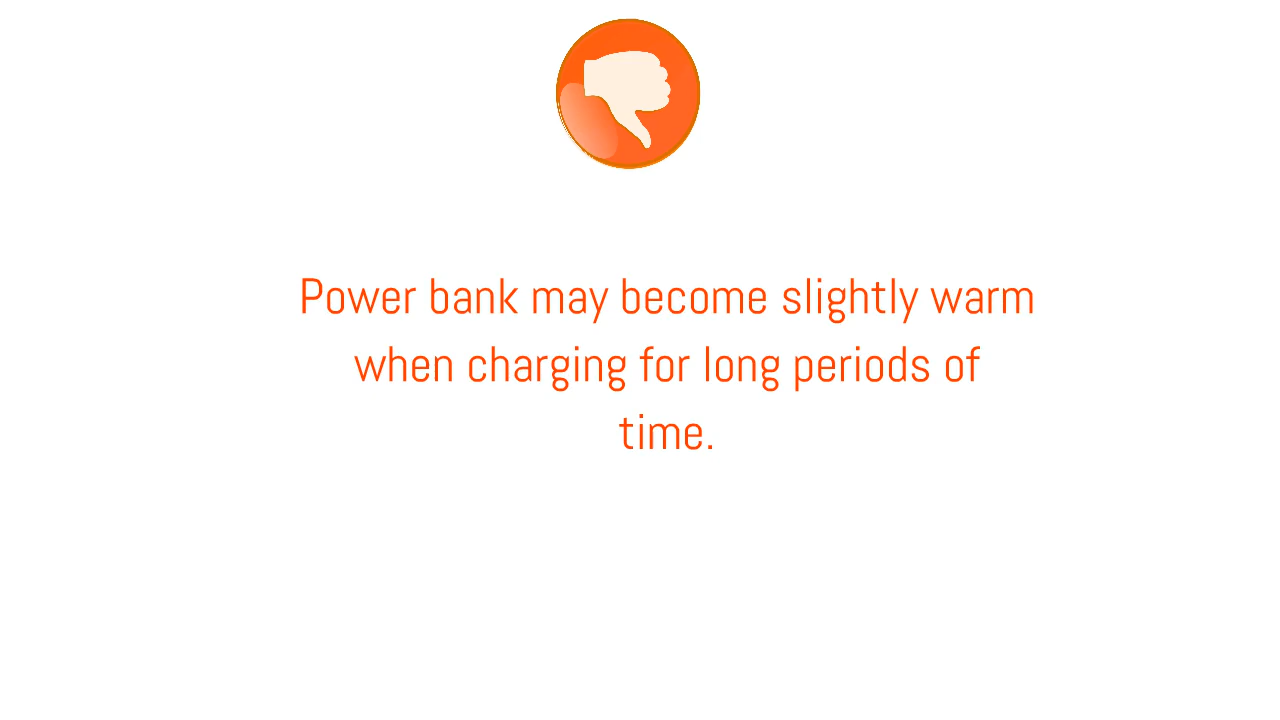 Power bank may become slightly warm
when charging for long periods of
time.